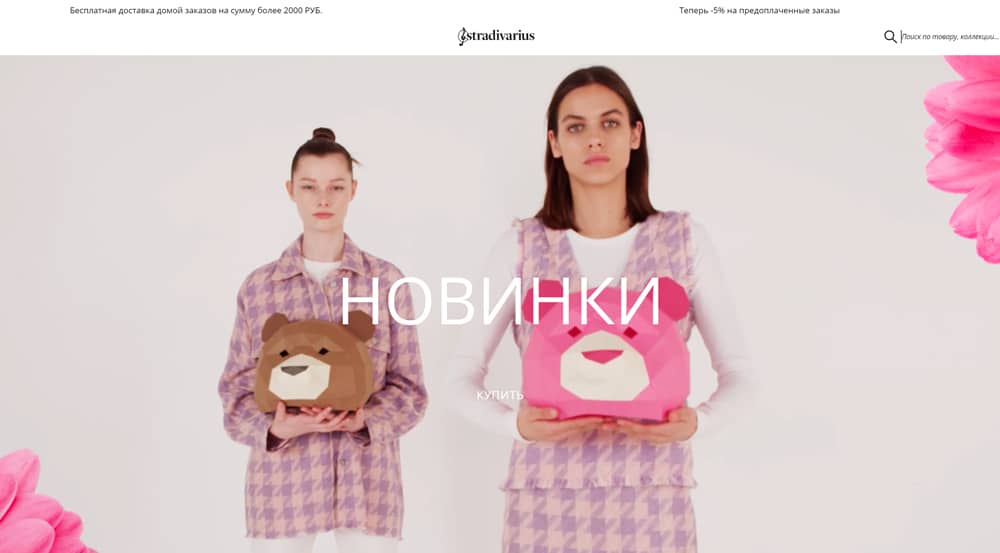 Бесплатная доставка домой заказов на сумму более 2000 РУБ.
Теперь -5% на предоплаченные заказы
stradivarius
Поиск по товару, коллекции...
НОВИНКИ
КУПИТЬ